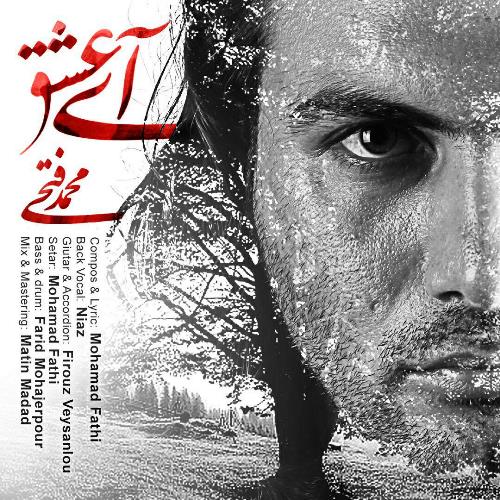 آی عشق
محمد فتحی
Compos & Lyric: Mohamad Fathi
Back Vocal: Niaz
Giutar & Accordion: Firouz Veysanlou
Setar: Mohamad Fathi
Bass & drum: Farid Mohajerpour
Mix & Mastering: Matin Madad